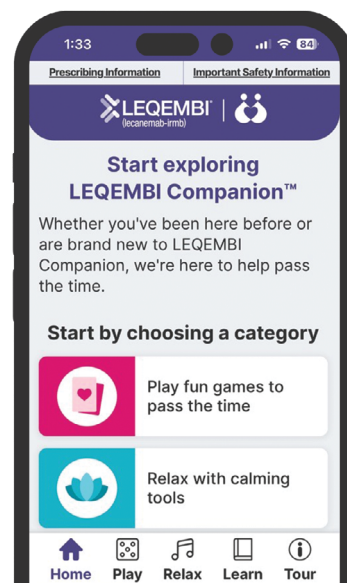 1:33
84
Prescribing Information
Important Safety Information
LEQEMBI®
(lecanemab-irmb)
Start exploring
LEQEMBI Companion™
Whether you've been here before or
are brand new to LEQEMBI
Companion, we're here to help pass
the time.
Start by choosing a category
Play fun games to
pass the time
Relax with calming
tools
Home Play Relax Learn Tour